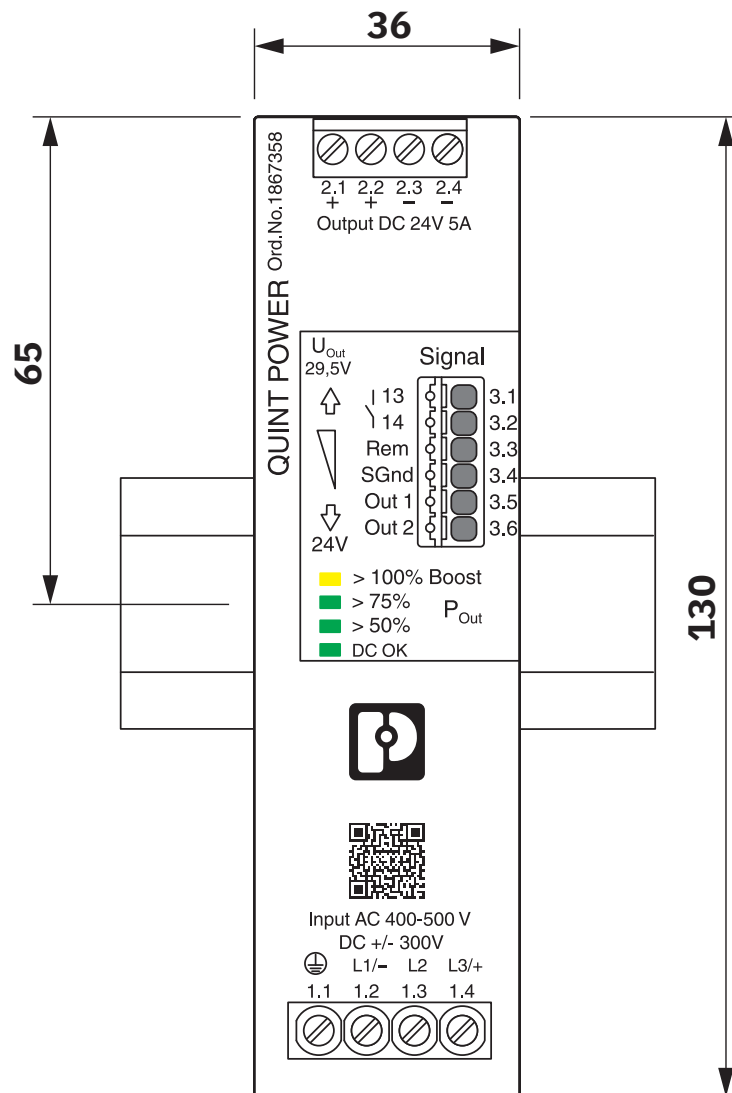 36
65
130
2.1 2.2 2.3 2.4
+ + − −
Output DC 24V 5A
QUINT POWER Ord.No.1867358
U Out
29,5V
24V
Signal
13 3.1
14 3.2
Rem 3.3
SGnd 3.4
Out 1 3.5
Out 2 3.6
> 100% Boost
> 75%
> 50%
DC OK
P Out
Input AC 400-500 V
DC +/- 300V
L1/− L2 L3/+
1.1 1.2 1.3 1.4